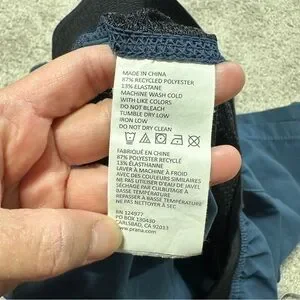 MADE IN CHINA
87% RECYCLED POLYESTER
13% ELASTANE
MACHINE WASH COLD
WITH LIKE COLORS
DO NOT BLEACH
TUMBLE DRY LOW
IRON LOW
DO NOT DRY CLEAN
FABRIQUÉ EN CHINE
87% POLYESTER RECYCLÉ
13% ÉLASTHANNE
LAVER À MACHINE À FROID
AVEC DES COULEURS SIMILAIRES
NE PAS UTILISER D'EAU DE JAVEL
SÉCHAGE PAR CULBUTAGE À
BASSE TEMPÉRATURE
REPASSER À BASSE TEMPÉRATURE
NE PAS NETTOYER À SEC
RN 124977
PO BOX 130430
CARLSBAD, CA 92013
www.prana.com